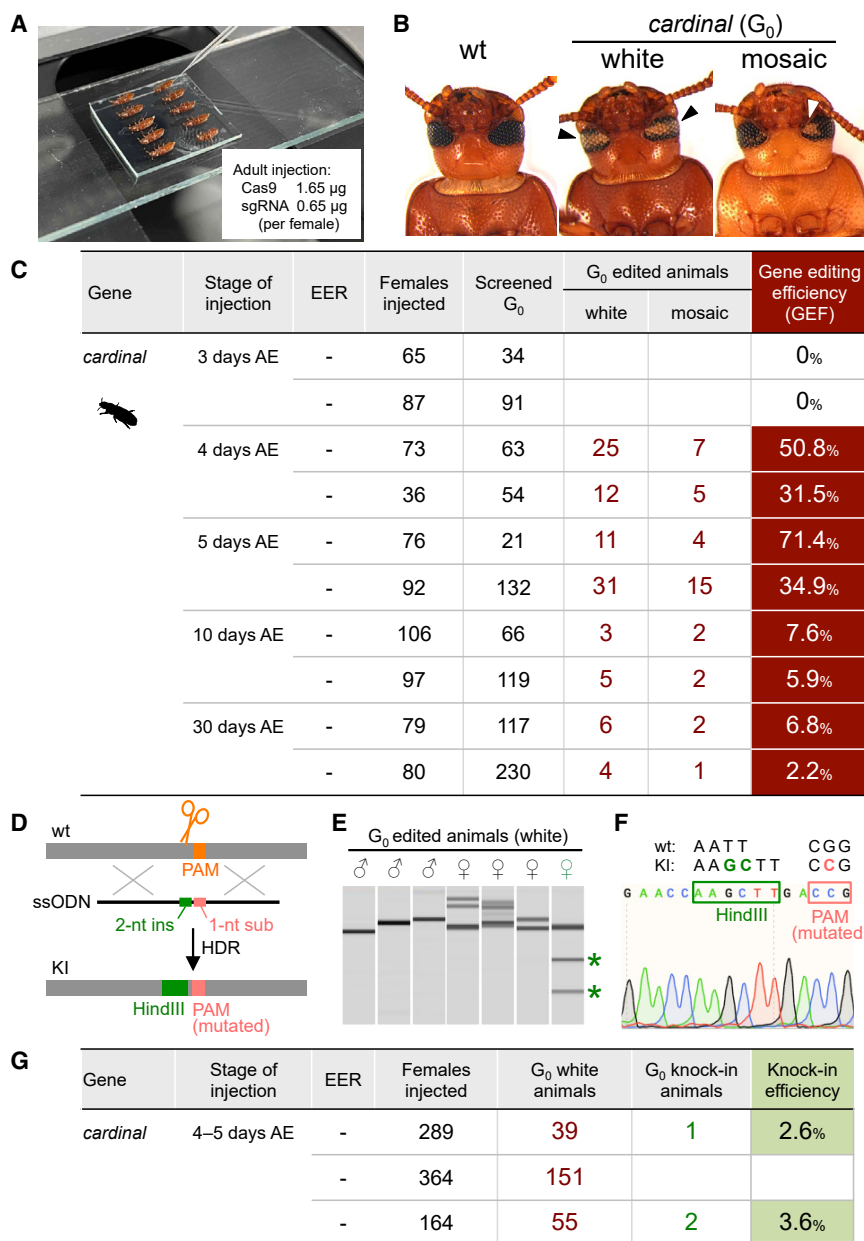 A
Adult injection:
Cas9 1.65 µg
sgRNA 0.65 µg
(per female)
B
cardinal (G0)
wt white mosaic
C
Gene Stage of injection EER Females injected Screened G0 G0 edited animals Gene editing efficiency (GEF)
white mosaic
cardinal 3 days AE - 65 34 0%
- 87 91 0%
4 days AE - 73 63 25 7 50.8%
- 36 54 12 5 31.5%
5 days AE - 76 21 11 4 71.4%
- 92 132 31 15 34.9%
10 days AE - 106 66 3 2 7.6%
- 97 119 5 2 5.9%
30 days AE - 79 117 6 2 6.8%
- 80 230 4 1 2.2%
D
wt
PAM
ssODN
2-nt ins 1-nt sub
HDR
KI
HindIII PAM
(mutated)
E
G0 edited animals (white)
♂ ♂ ♂ ♀ ♀ ♀ ♀
*
*
F
wt: AATT CGG
KI: AAGCTT CCG
GAACCAAGCTTGACCG
HindIII PAM
(mutated)
G
Gene Stage of injection EER Females injected G0 white animals G0 knock-in animals Knock-in efficiency
cardinal 4–5 days AE - 289 39 1 2.6%
- 364 151
- 164 55 2 3.6%